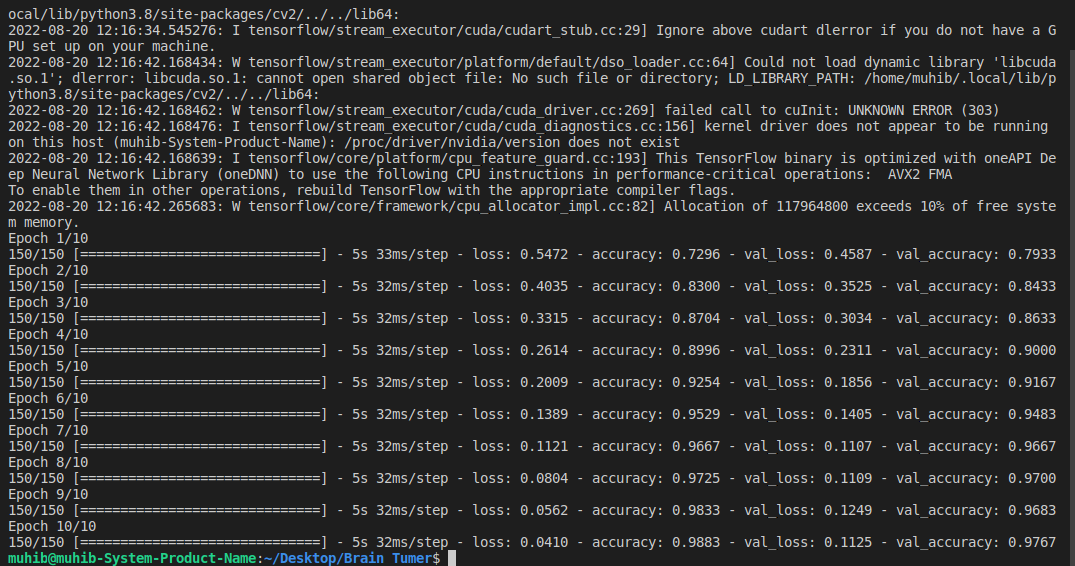 ocal/lib/python3.8/site-packages/cv2/../../lib64:
2022-08-20 12:16:34.545276: I tensorflow/stream_executor/cuda/cudart_stub.cc:29] Ignore above cudart dlerror if you do not have a G
PU set up on your machine.
2022-08-20 12:16:42.168434: W tensorflow/stream_executor/platform/default/dso_loader.cc:64] Could not load dynamic library 'libcuda
.so.1'; dlerror: libcuda.so.1: cannot open shared object file: No such file or directory; LD_LIBRARY_PATH: /home/muhib/.local/lib/p
ython3.8/site-packages/cv2/../../lib64:
2022-08-20 12:16:42.168462: W tensorflow/stream_executor/cuda/cuda_driver.cc:269] failed call to cuInit: UNKNOWN ERROR (303)
2022-08-20 12:16:42.168476: I tensorflow/stream_executor/cuda/cuda_diagnostics.cc:156] kernel driver does not appear to be running
on this host (muhib-System-Product-Name): /proc/driver/nvidia/version does not exist
2022-08-20 12:16:42.168639: I tensorflow/core/platform/cpu_feature_guard.cc:193] This TensorFlow binary is optimized with oneAPI De
ep Neural Network Library (oneDNN) to use the following CPU instructions in performance-critical operations:  AVX2 FMA
To enable them in other operations, rebuild TensorFlow with the appropriate compiler flags.
2022-08-20 12:16:42.265683: W tensorflow/core/framework/cpu_allocator_impl.cc:82] Allocation of 117964800 exceeds 10% of free syste
m memory.
Epoch 1/10
150/150 [==============================] - 5s 33ms/step - loss: 0.5472 - accuracy: 0.7296 - val_loss: 0.4587 - val_accuracy: 0.7933
Epoch 2/10
150/150 [==============================] - 5s 32ms/step - loss: 0.4035 - accuracy: 0.8300 - val_loss: 0.3525 - val_accuracy: 0.8433
Epoch 3/10
150/150 [==============================] - 5s 32ms/step - loss: 0.3315 - accuracy: 0.8704 - val_loss: 0.3034 - val_accuracy: 0.8633
Epoch 4/10
150/150 [==============================] - 5s 32ms/step - loss: 0.2614 - accuracy: 0.8996 - val_loss: 0.2311 - val_accuracy: 0.9000
Epoch 5/10
150/150 [==============================] - 5s 32ms/step - loss: 0.2009 - accuracy: 0.9254 - val_loss: 0.1856 - val_accuracy: 0.9167
Epoch 6/10
150/150 [==============================] - 5s 32ms/step - loss: 0.1389 - accuracy: 0.9529 - val_loss: 0.1405 - val_accuracy: 0.9483
Epoch 7/10
150/150 [==============================] - 5s 32ms/step - loss: 0.1121 - accuracy: 0.9667 - val_loss: 0.1107 - val_accuracy: 0.9667
Epoch 8/10
150/150 [==============================] - 5s 32ms/step - loss: 0.0804 - accuracy: 0.9725 - val_loss: 0.1109 - val_accuracy: 0.9700
Epoch 9/10
150/150 [==============================] - 5s 32ms/step - loss: 0.0562 - accuracy: 0.9833 - val_loss: 0.1249 - val_accuracy: 0.9683
Epoch 10/10
150/150 [==============================] - 5s 32ms/step - loss: 0.0410 - accuracy: 0.9883 - val_loss: 0.1125 - val_accuracy: 0.9767
muhib@muhib-System-Product-Name:~/Desktop/Brain Tumer$